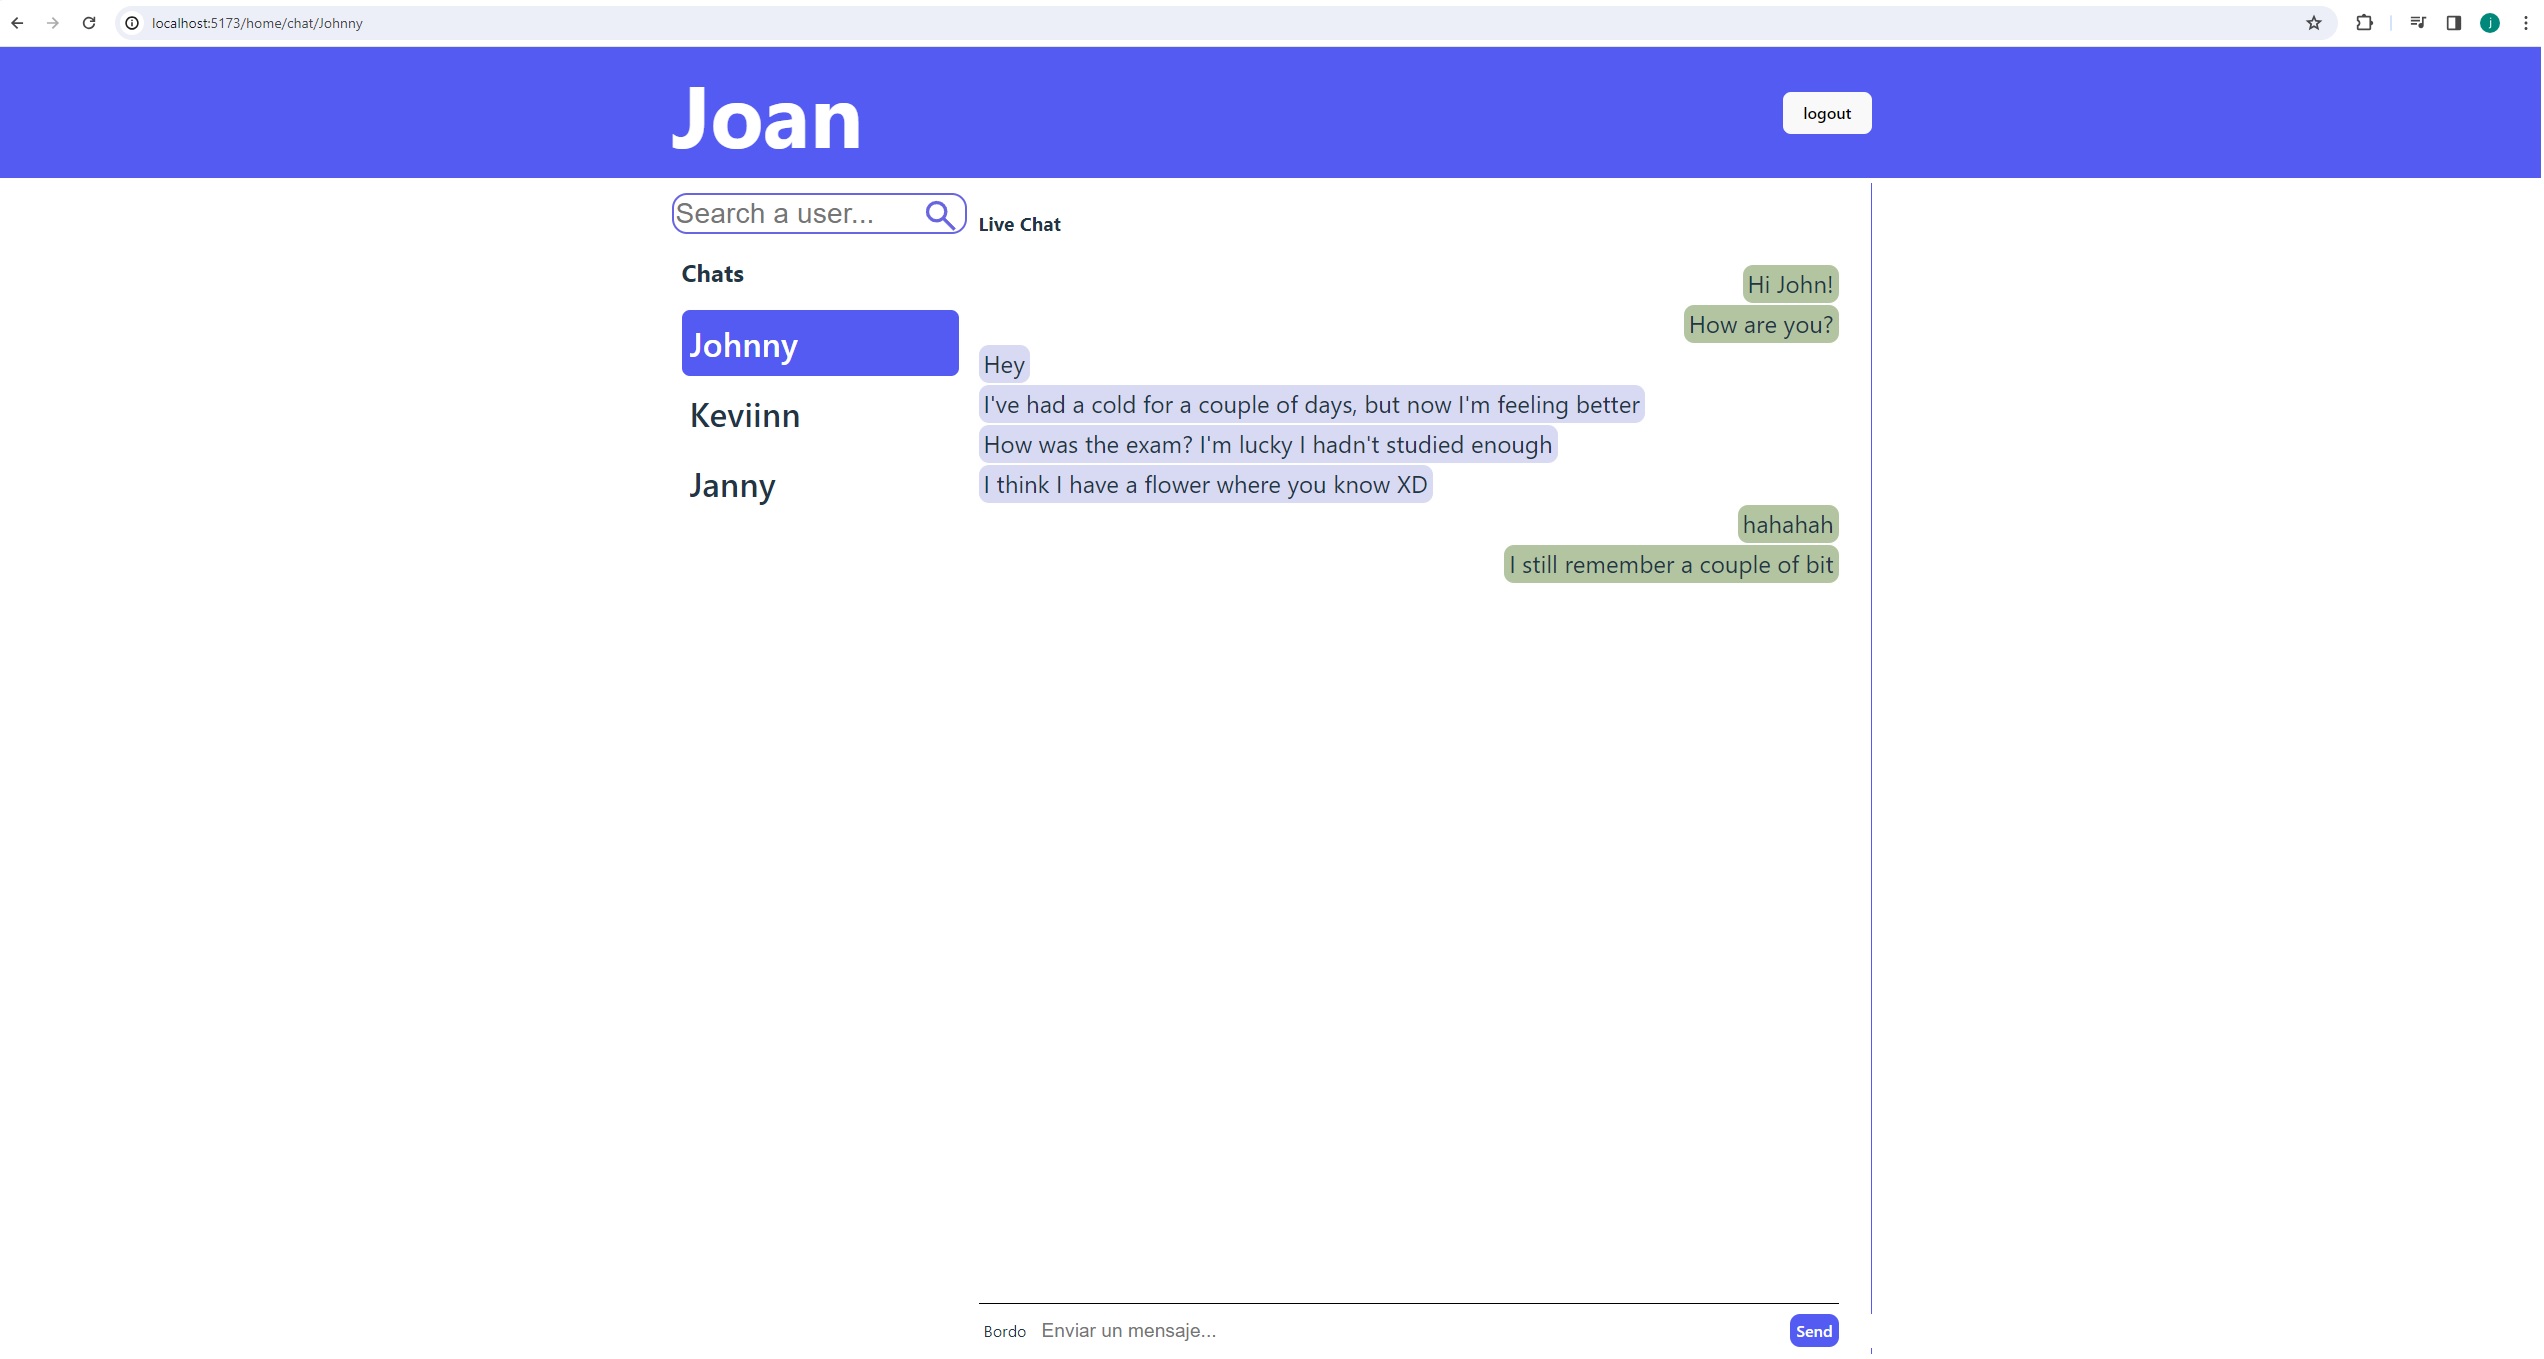 localhost:5173/home/chat/Johnny
j
Joan
logout
Search a user...
Live Chat
Chats
Johnny
Keviinn
Janny
Hi John!
How are you?
Hey
I've had a cold for a couple of days, but now I'm feeling better
How was the exam? I'm lucky I hadn't studied enough
I think I have a flower where you know XD
hahahah
I still remember a couple of bit
Bordo Enviar un mensaje... Send